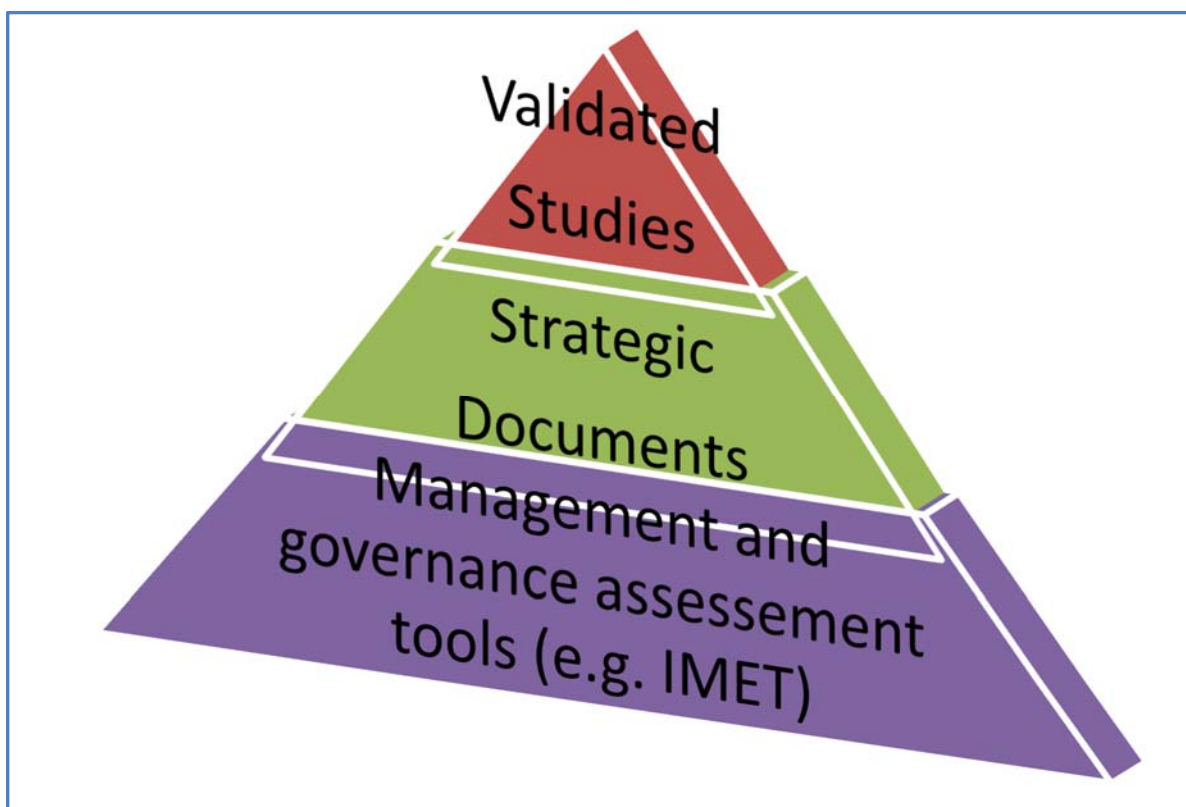 Validated
Studies
Strategic
Documents
Management and
governance assessement
tools (e.g. IMET)